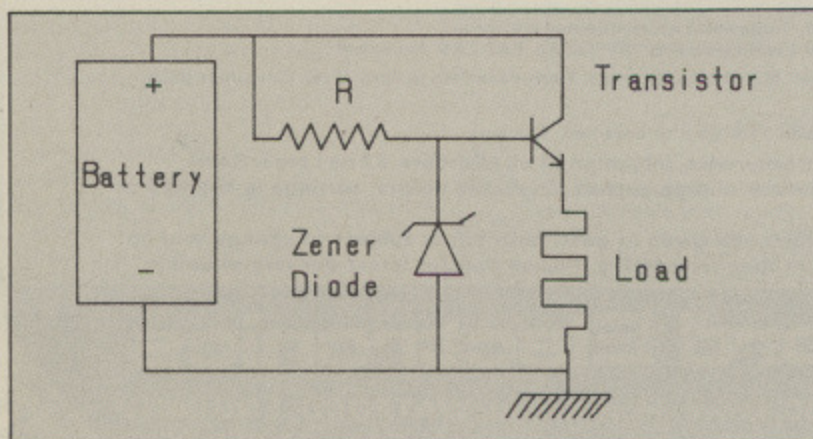 Transistor
R
+
Battery
-
Zener
Diode
Load